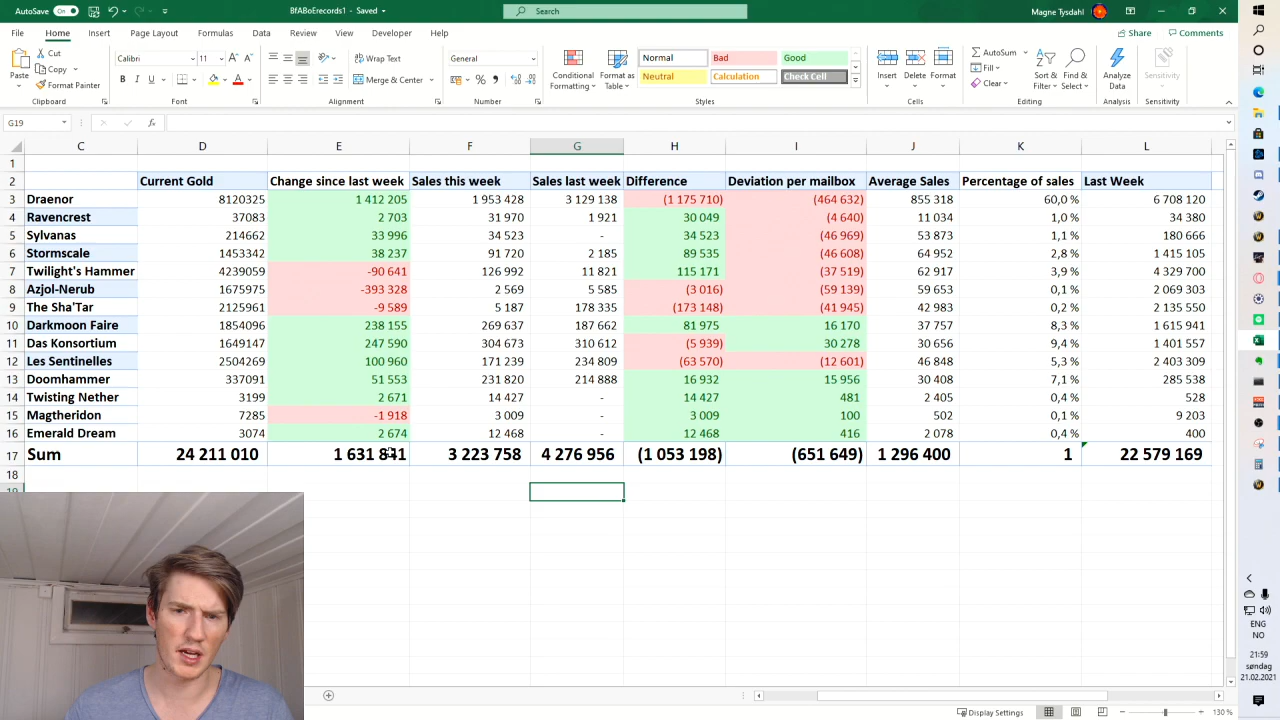 AutoSave On BfABoErecords1 - Saved Search Magne Tysdahl
File Home Insert Page Layout Formulas Data Review View Developer Help Share Comments
Paste Cut Copy Format Painter Calibri 11 Wrap Text Merge & Center General Conditional Formatting Format as Table Normal Bad Good Neutral Calculation Check Cell Insert Delete Format AutoSum Fill Clear Sort & Filter Find & Select Analyze Data Sensitivity
Clipboard Font Alignment Number Styles Cells Editing Analysis Sensitivity
G19
C D E F G H I J K L
1
2 Current Gold Change since last week Sales this week Sales last week Difference Deviation per mailbox Average Sales Percentage of sales Last Week
3 Draenor 8120325 1 412 205 1 953 428 3 129 138 (1 175 710) (464 632) 855 318 60,0 % 6 708 120
4 Ravencrest 37083 2 703 31 970 1 921 30 049 (4 640) 11 034 1,0 % 34 380
5 Sylvanas 214662 33 996 34 523 - 34 523 (46 969) 53 873 1,1 % 180 666
6 Stormscale 1453342 38 237 91 720 2 185 89 535 (46 608) 64 952 2,8 % 1 415 105
7 Twilight's Hammer 4239059 -90 641 126 992 11 821 115 171 (37 519) 62 917 3,9 % 4 329 700
8 Azjol-Nerub 1675975 -393 328 2 569 5 585 (3 016) (59 139) 59 653 0,1 % 2 069 303
9 The Sha'Tar 2125961 -9 589 5 187 178 335 (173 148) (41 945) 42 983 0,2 % 2 135 550
10 Darkmoon Faire 1854096 238 155 269 637 187 662 81 975 16 170 37 757 8,3 % 1 615 941
11 Das Konsortium 1649147 247 590 304 673 310 612 (5 939) 30 278 30 656 9,4 % 1 401 557
12 Les Sentinelles 2504269 100 960 171 239 234 809 (63 570) (12 601) 46 848 5,3 % 2 403 309
13 Doomhammer 337091 51 553 231 820 214 888 16 932 15 956 30 408 7,1 % 285 538
14 Twisting Nether 3199 2 671 14 427 - 14 427 481 2 405 0,4 % 528
15 Magtheridon 7285 -1 918 3 009 - 3 009 100 502 0,1 % 9 203
16 Emerald Dream 3074 2 674 12 468 - 12 468 416 2 078 0,4 % 400
17 Sum 24 211 010 1 631 841 3 223 758 4 276 956 (1 053 198) (651 649) 1 296 400 1 22 579 169
18
ENG
NO
21:59
søndag
21.02.2021
Display Settings 130 %